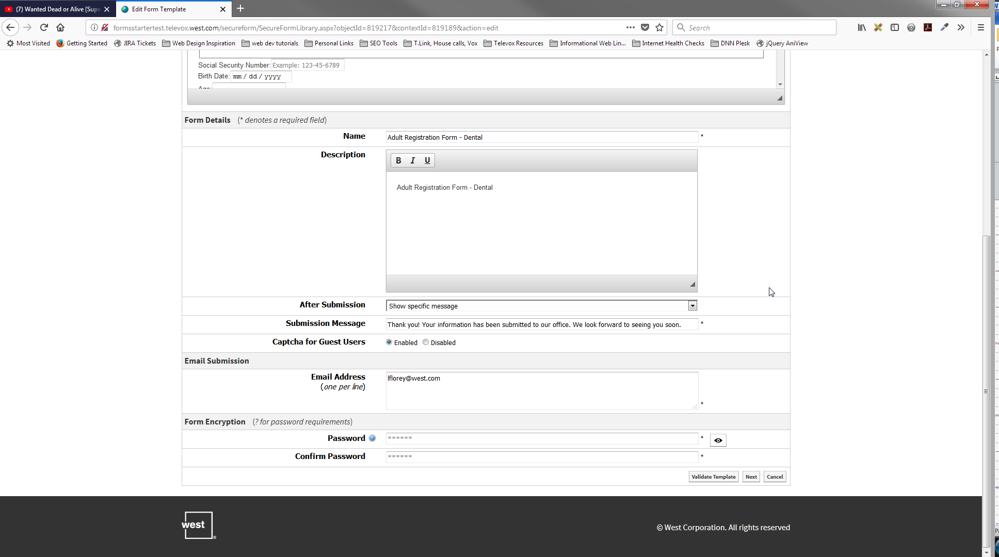 (7) Wanted Dead or Alive [Supe
Edit Form Template
formsstartertest.televox.west.com/secureform/SecureFormLibrary.aspx?objectId=819217&contextId=819189&action=edit
Search
Most Visited
Getting Started
JIRA Tickets
Web Design Inspiration
web dev tutorials
Personal Links
SEO Tools
T.Link, House calls, Vox
Televox Resources
Informational Web Lin...
Internet Health Checks
DNN Plesk
jQuery AniView
Social Security Number: Example: 123-45-6789
Birth Date: mm / dd / yyyy
Age:
Form Details (* denotes a required field)
Name Adult Registration Form - Dental *
Description
B I U
Adult Registration Form - Dental
After Submission Show specific message
Submission Message Thank you! Your information has been submitted to our office. We look forward to seeing you soon. *
Captcha for Guest Users Enabled Disabled
Email Submission
Email Address lflorey@west.com
(one per line) *
Form Encryption (? for password requirements)
Password ? ****** *
Confirm Password ****** *
Validate Template Next Cancel
west®
© West Corporation. All rights reserved